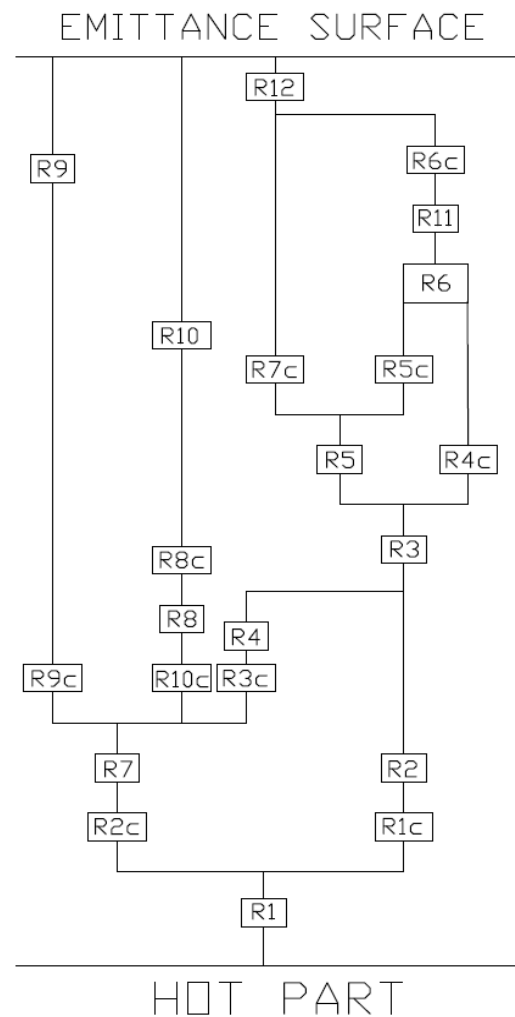 EMITTANCE SURFACE
R12
R9
R6c
R11
R6
R10
R7c
R5c
R5
R4c
R3
R8c
R8
R4
R9c
R10c
R3c
R7
R2
R2c
R1c
R1
HOT PART